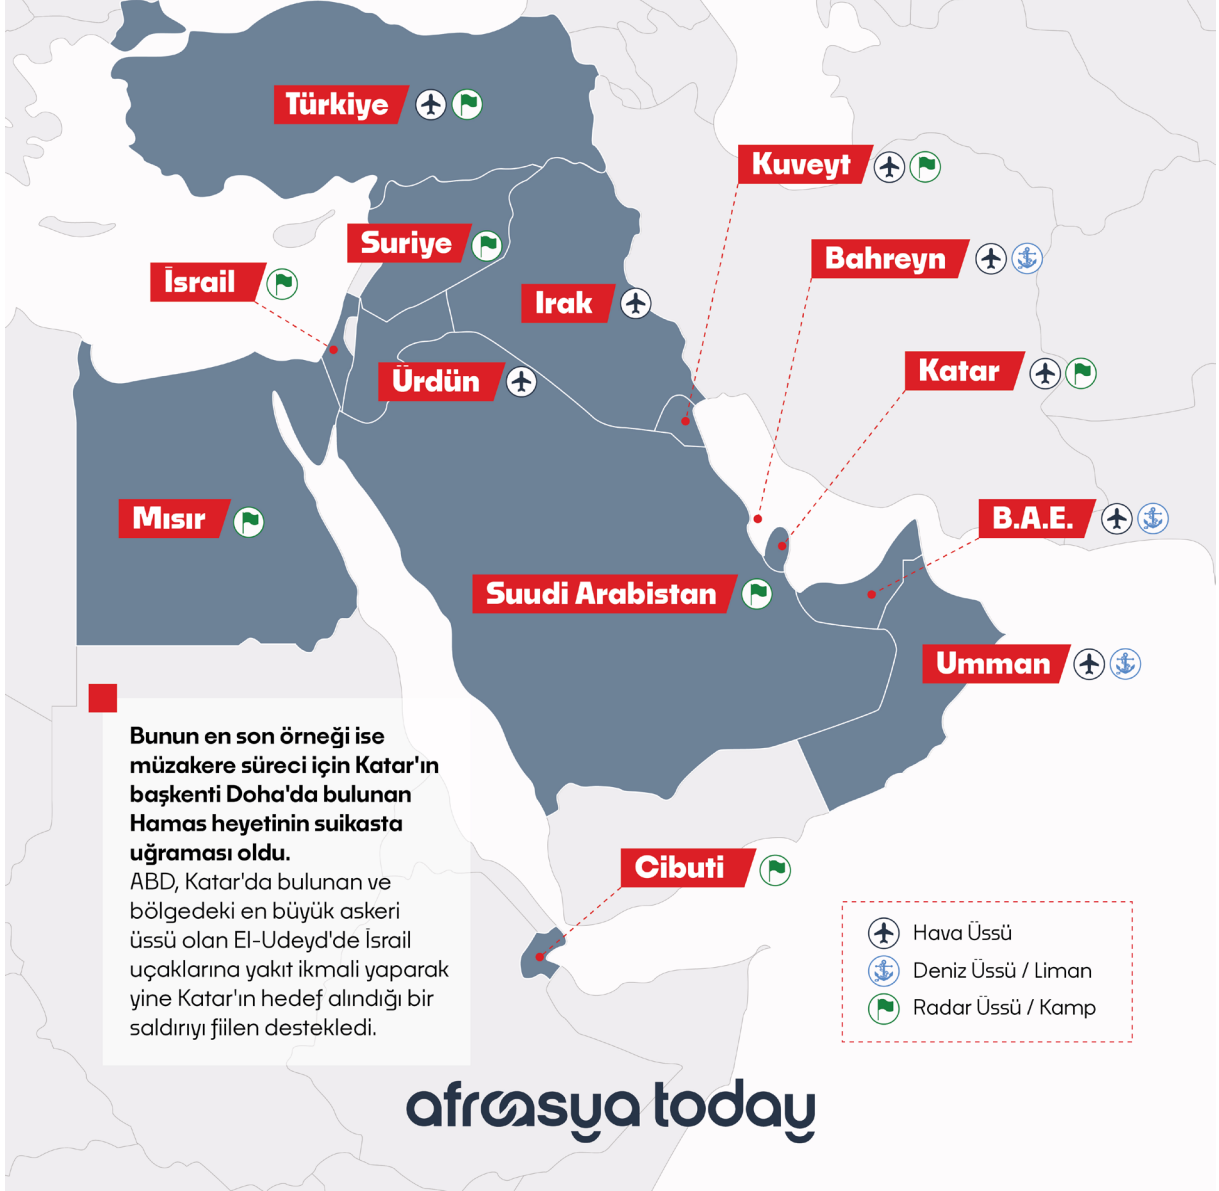 Türkiye
Kuveyt
Suriye
Bahreyn
İsrail
Irak
Katar
Ürdün
Mısır
B.A.E.
Suudi Arabistan
Umman
Bunun en son örneği ise
müzakere süreci için Katar'ın
başkenti Doha'da bulunan
Hamas heyetinin suikasta
uğraması oldu.
ABD, Katar'da bulunan ve
bölgedeki en büyük askeri
üssü olan El-Udeyd'de İsrail
uçaklarına yakıt ikmali yaparak
yine Katar'ın hedef alındığı bir
saldırıyı fiilen destekledi.
Cibuti
Hava Üssü
Deniz Üssü / Liman
Radar Üssü / Kamp
afroasya today